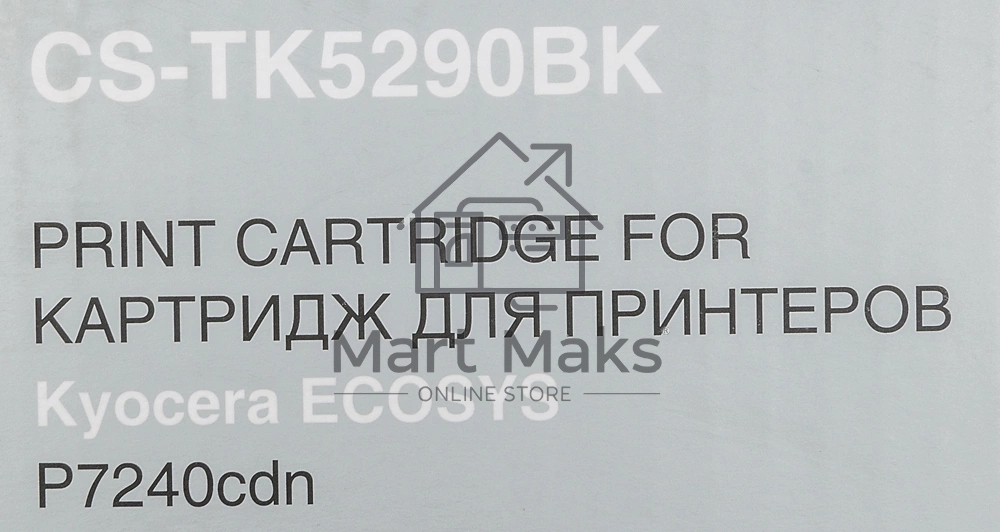 CS-TK5290BK
PRINT CARTRIDGE FOR
КАРТРИДЖ ДЛЯ ПРИНТЕРОВ
Mart Maks
ONLINE STORE
Kyocera ECOSYS
P7240cdn